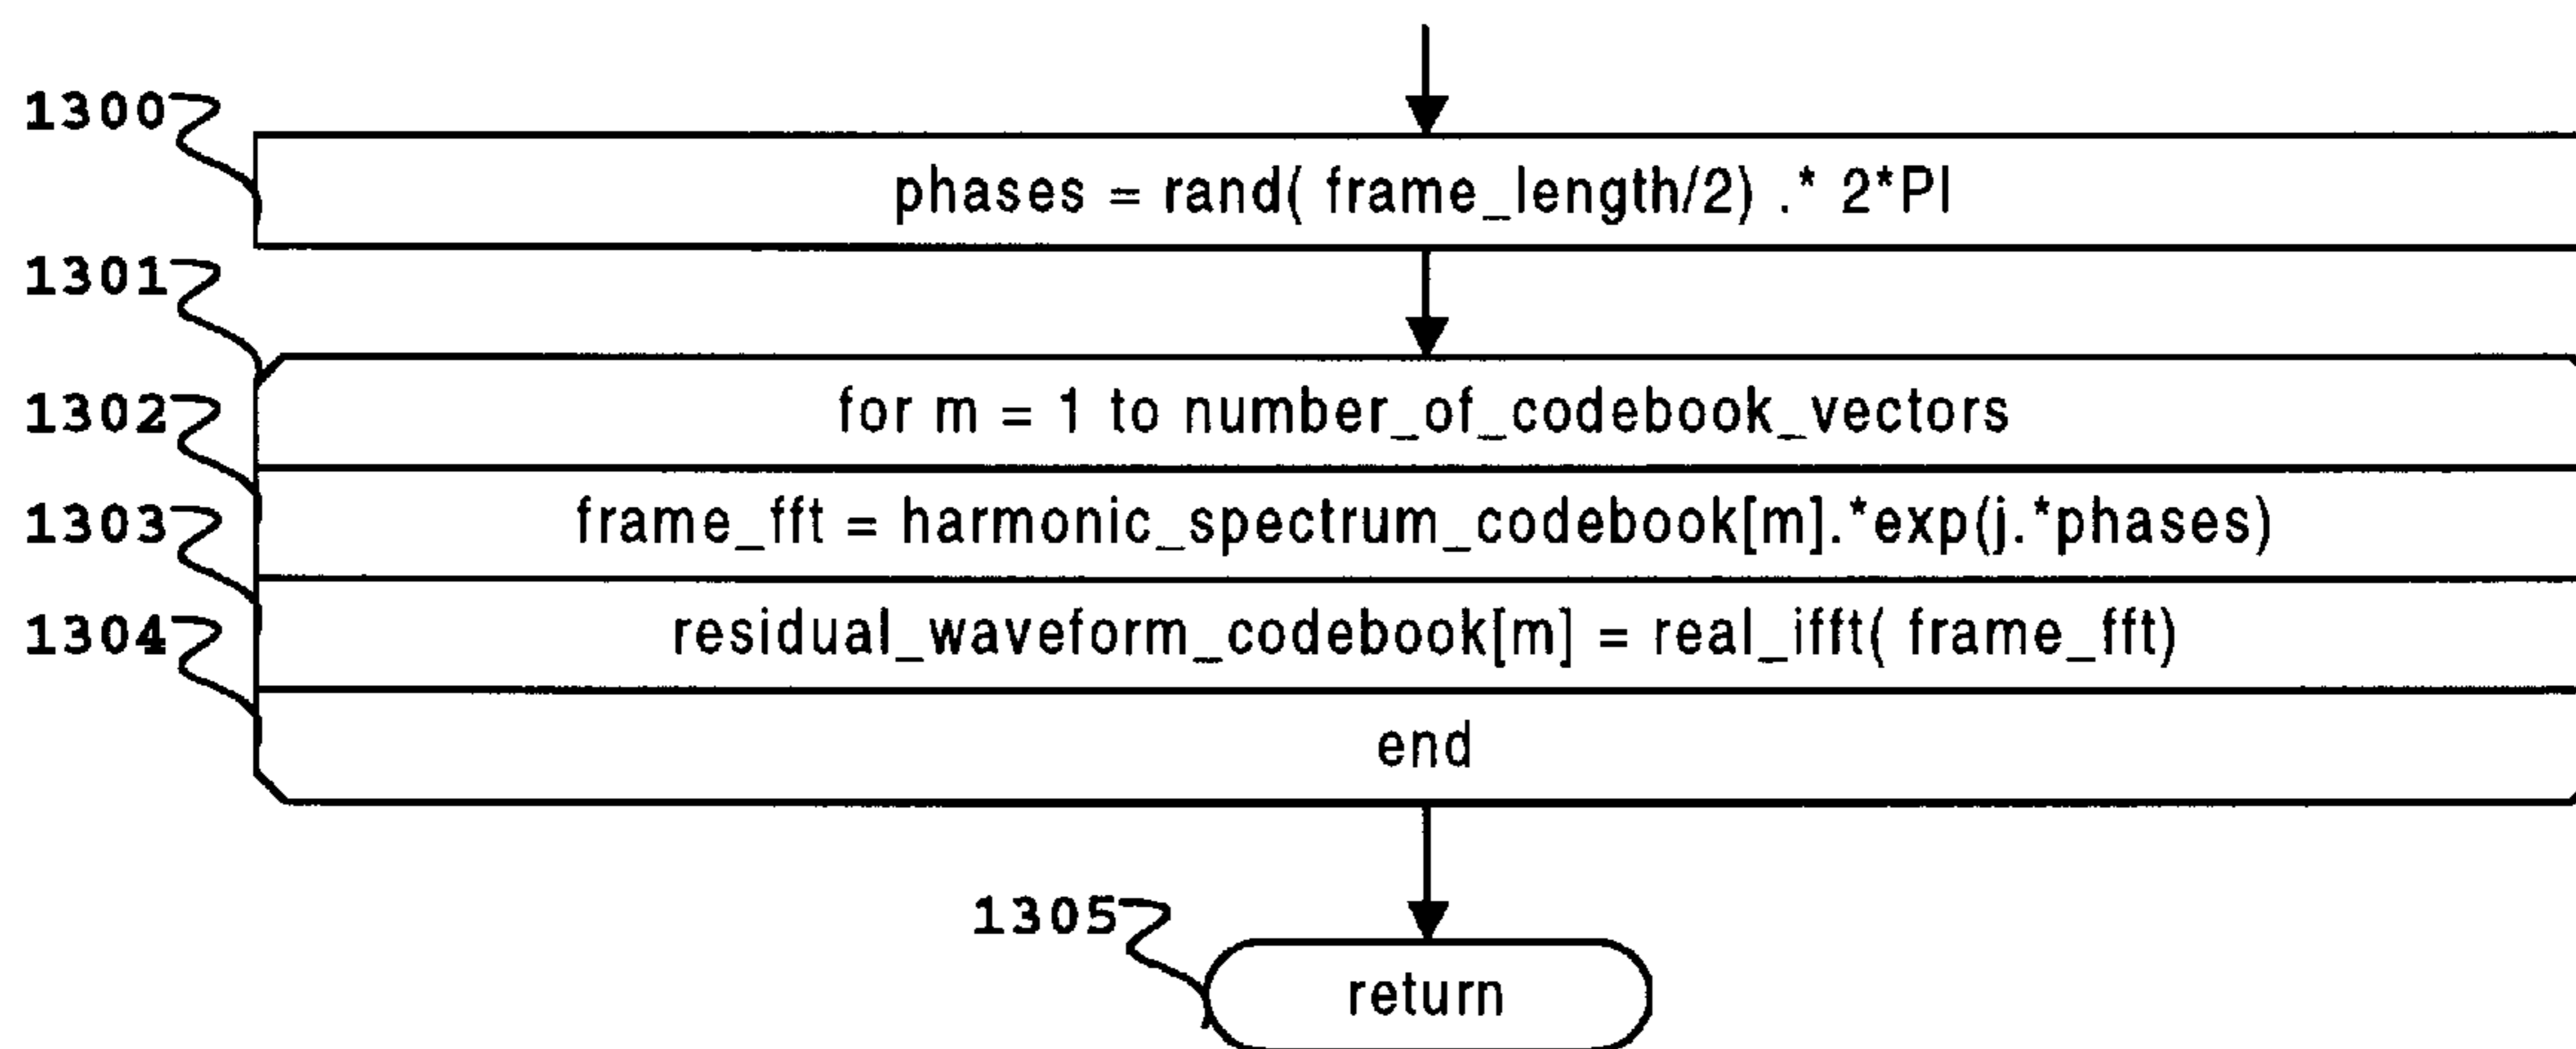 1300
phases = rand( frame_length/2) .* 2*PI
1301
for m = 1 to number_of_codebook_vectors
1302
frame_fft = harmonic_spectrum_codebook[m].*exp(j.*phases)
1303
residual_waveform_codebook[m] = real_ifft( frame_fft)
1304
end
1305
return